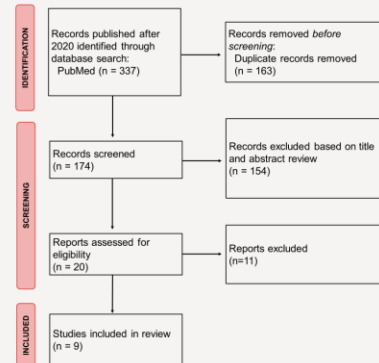 IDENTIFICATION
Records published after
2020 identified through
database search:
PubMed (n = 337)
Records removed before
screening:
Duplicate records removed
(n = 163)
SCREENING
Records screened
(n = 174)
Records excluded based on title
and abstract review
(n = 154)
Reports assessed for
eligibility
(n = 20)
Reports excluded
(n=11)
INCLUDED
Studies included in review
(n = 9)